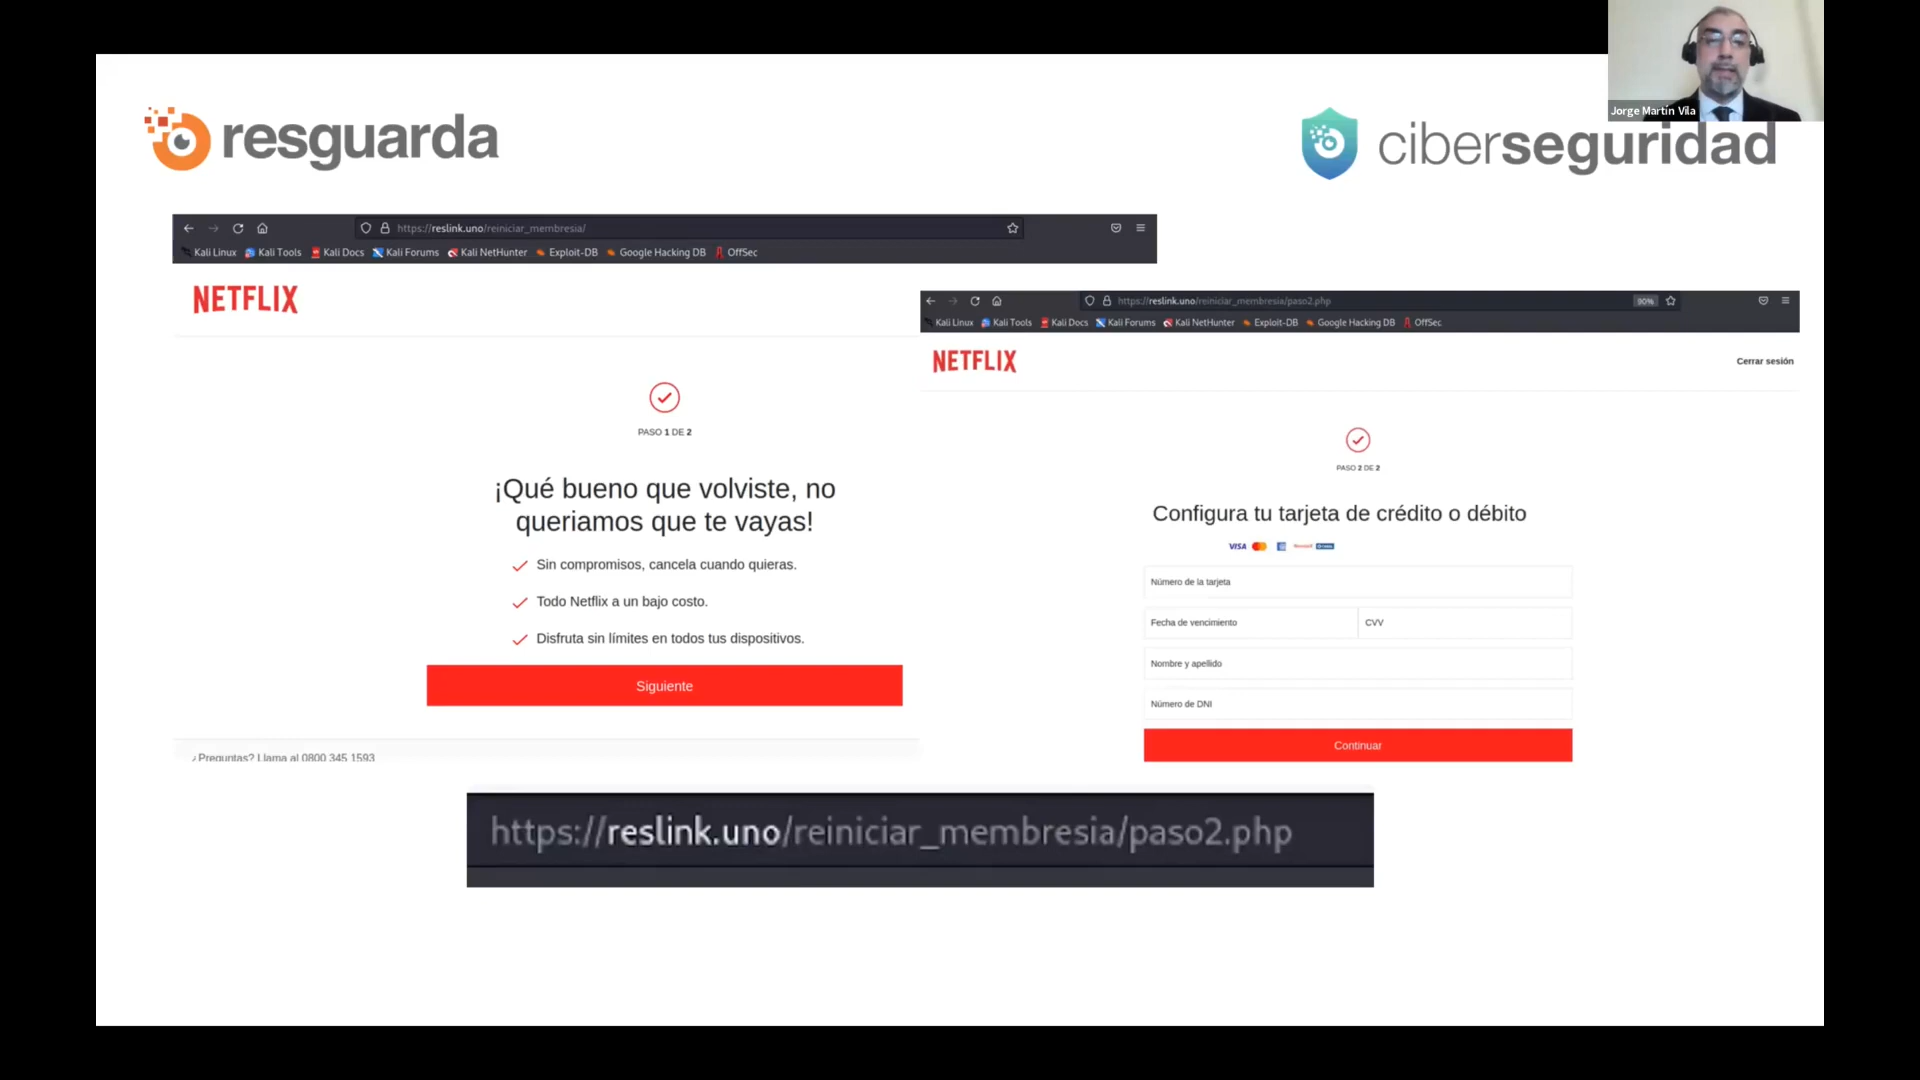 Jorge Martín Vila
resguarda
ciberseguridad
https://reslink.uno/reiniciar_membresia/
Kali Linux Kali Tools Kali Docs Kali Forums Kali NetHunter Exploit-DB Google Hacking DB OffSec
NETFLIX
PASO 1 DE 2
¡Qué bueno que volviste, no
queriamos que te vayas!
Sin compromisos, cancela cuando quieras.
Todo Netflix a un bajo costo.
Disfruta sin límites en todos tus dispositivos.
Siguiente
¿Preguntas? Llama al 0800 345 1593
https://reslink.uno/reiniciar_membresia/paso2.php 90%
Kali Linux Kali Tools Kali Docs Kali Forums Kali NetHunter Exploit-DB Google Hacking DB OffSec
NETFLIX
Cerrar sesión
PASO 2 DE 2
Configura tu tarjeta de crédito o débito
VISA
Número de la tarjeta
Fecha de vencimiento CVV
Nombre y apellido
Número de DNI
Continuar
https://reslink.uno/reiniciar_membresia/paso2.php